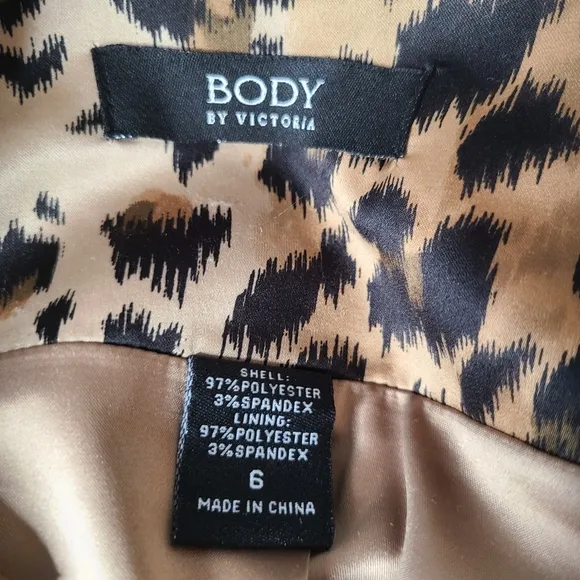 BODY
BY VICTORIA
SHELL:
97%POLYESTER
3%SPANDEX
LINING:
97%POLYESTER
3%SPANDEX
6
MADE IN CHINA